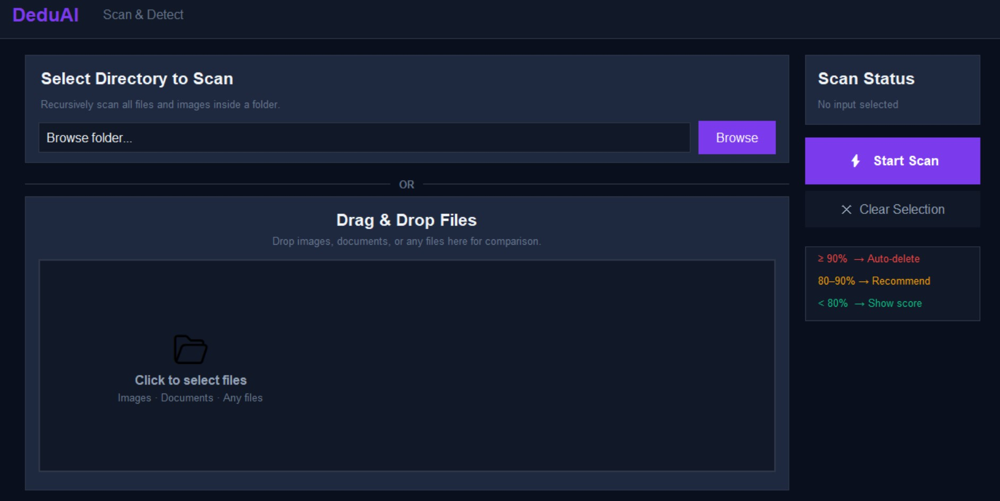 DeduAI
Scan & Detect
Select Directory to Scan
Recursively scan all files and images inside a folder.
Browse folder...
Browse
OR
Drag & Drop Files
Drop images, documents, or any files here for comparison.
Click to select files
Images · Documents · Any files
Scan Status
No input selected
Start Scan
Clear Selection
≥ 90% → Auto-delete
80–90% → Recommend
< 80% → Show score